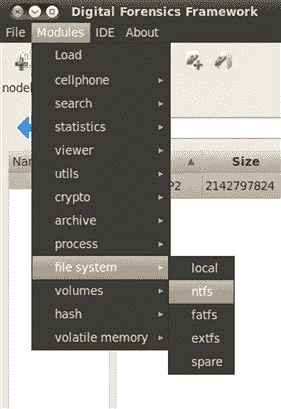 Digital Forensics Framework
File Modules IDE About
Load
cellphone
search
statistics
viewer
utils
crypto
archive
process
file system
volumes
hash
volatile memory
local
ntfs
fatfs
extfs
spare
Size
P2 2142797824